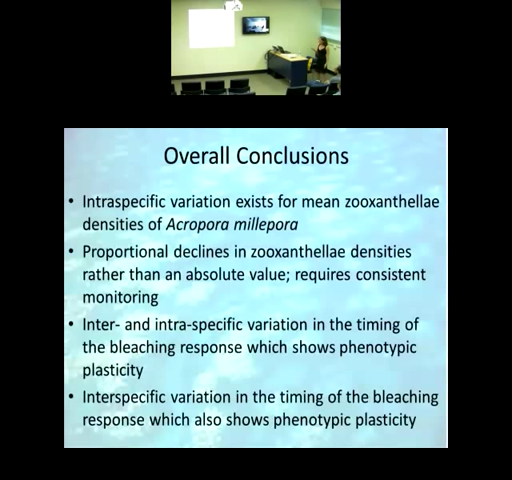 Overall Conclusions
• Intraspecific variation exists for mean zooxanthellae
densities of Acropora millepora
• Proportional declines in zooxanthellae densities
rather than an absolute value; requires consistent
monitoring
• Inter- and intra-specific variation in the timing of
the bleaching response which shows phenotypic
plasticity
• Interspecific variation in the timing of the bleaching
response which also shows phenotypic plasticity